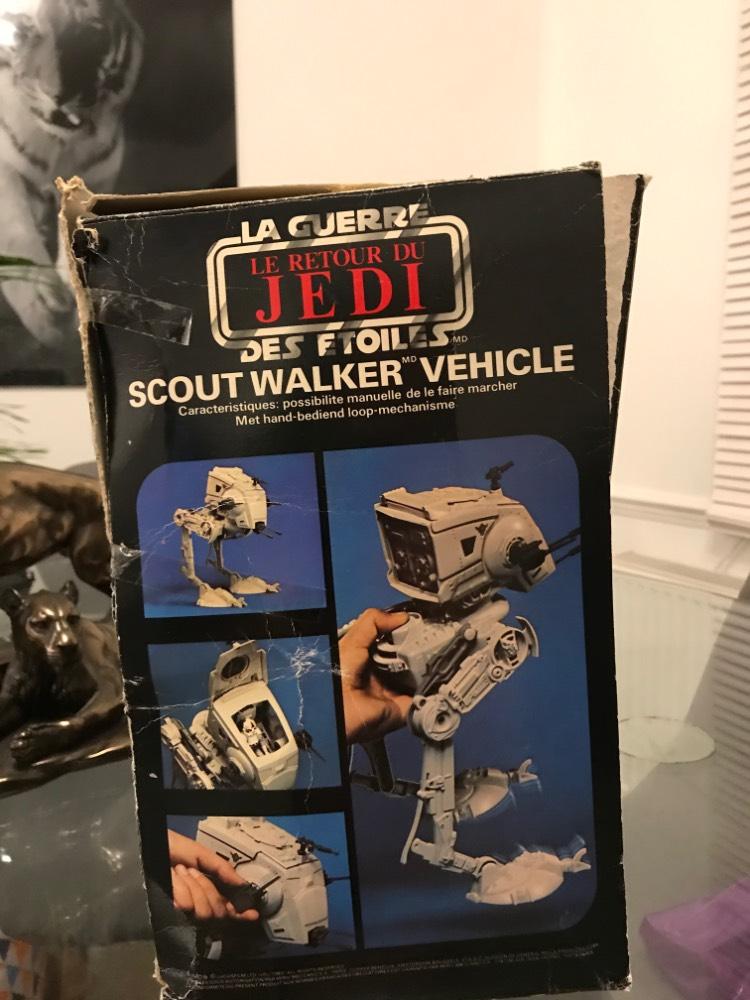 LA GUERRE
LE RETOUR DU
JEDI
DES ETOILES MD
SCOUT WALKER MD VEHICLE
Caracteristiques: possibilite manuelle de le faire marcher
Met hand-bediend loop-mechanisme